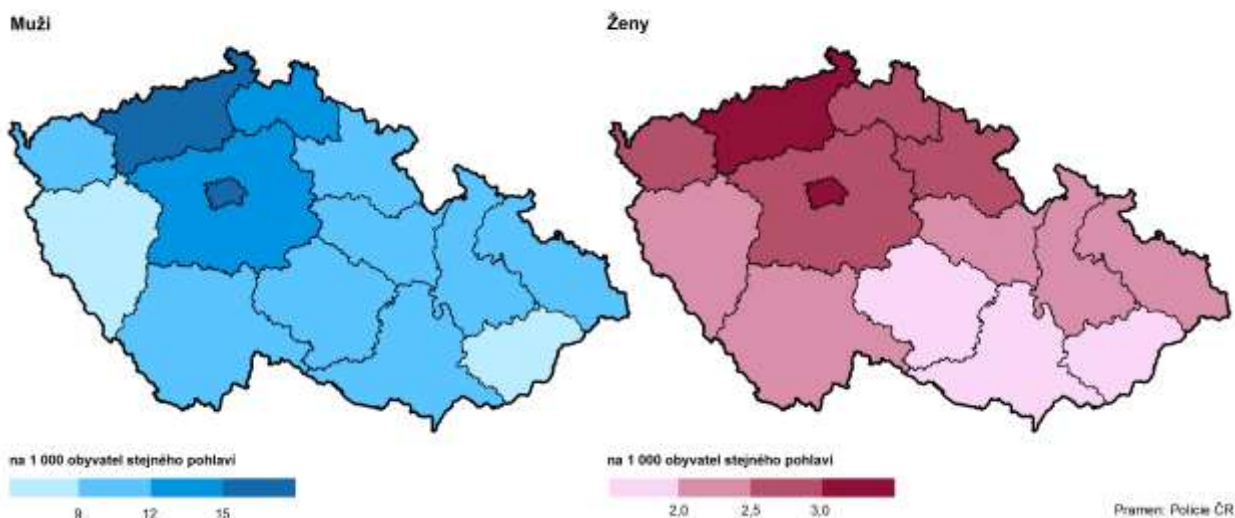 Muži
Ženy
na 1 000 obyvatel stejného pohlaví
9 12 15
na 1 000 obyvatel stejného pohlaví
2,0 2,5 3,0
Pramen: Policie ČR